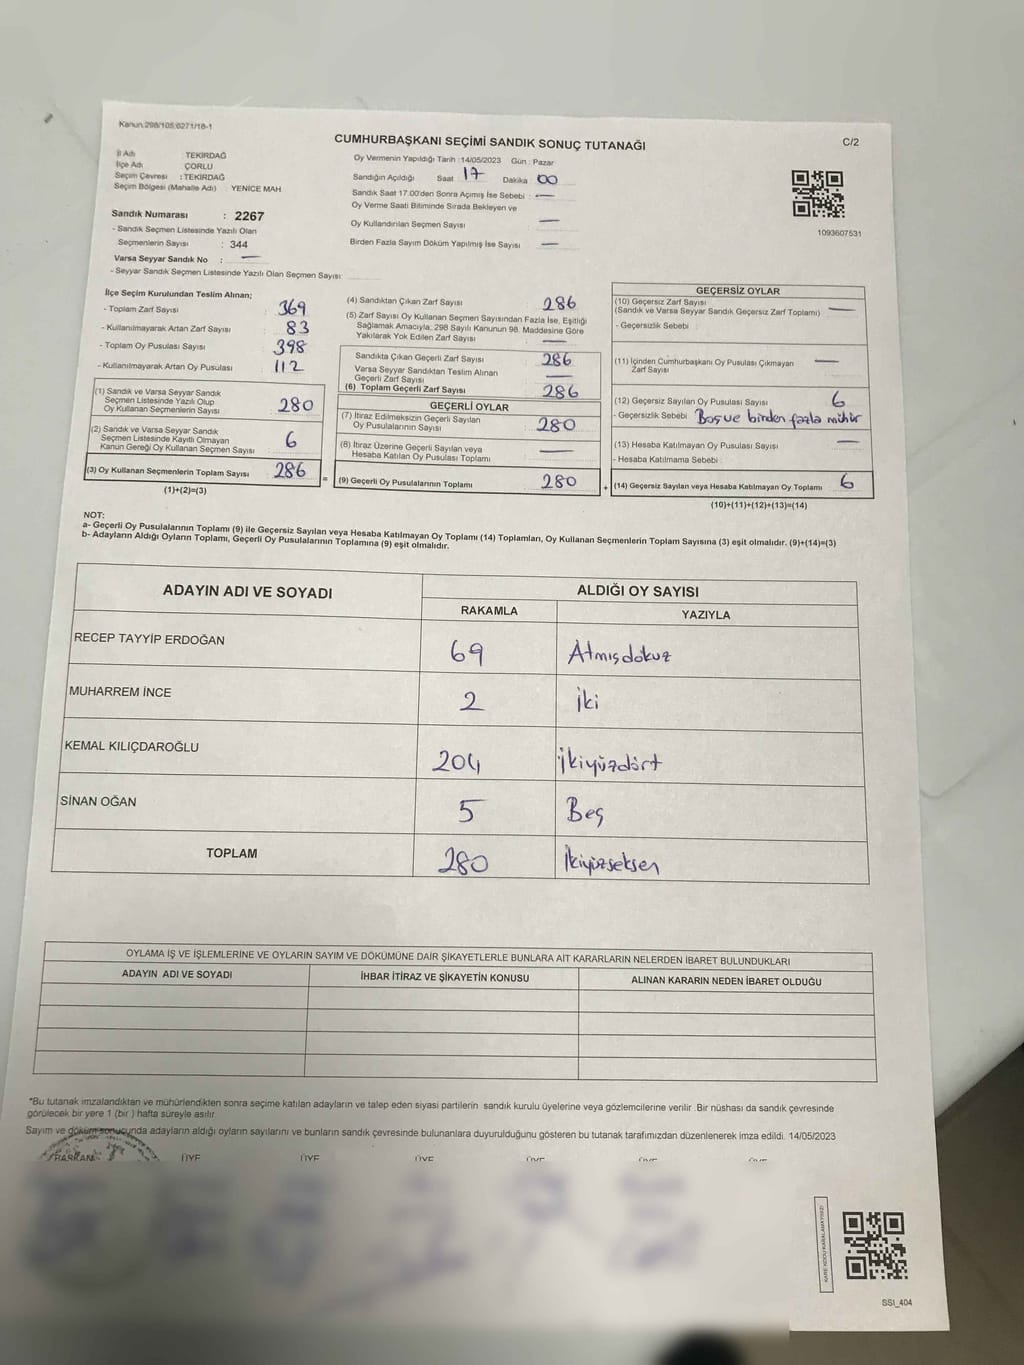 Kanun:298/105;6271/18-1
CUMHURBAŞKANI SEÇİMİ SANDIK SONUÇ TUTANAĞI
C/2
İl Adı TEKİRDAĞ
İlçe Adı ÇORLU
Seçim Çevresi : TEKİRDAĞ
Seçim Bölgesi (Mahalle Adı) : YENİCE MAH
Sandık Numarası : 2267
- Sandık Seçmen Listesinde Yazılı Olan
Seçmenlerin Sayısı : 344
Varsa Seyyar Sandık No : —
- Seyyar Sandık Seçmen Listesinde Yazılı Olan Seçmen Sayısı:
Oy Vermenin Yapıldığı Tarih :14/05/2023 Gün : Pazar
Sandığın Açıldığı Saat 17 Dakika 00
Sandık Saat 17.00'den Sonra Açımış İse Sebebi : —
Oy Verme Saati Bitiminde Sırada Bekleyen ve
Oy Kullandırılan Seçmen Sayısı —
Birden Fazla Sayım Döküm Yapılmış İse Sayısı —
1093607531
İlçe Seçim Kurulundan Teslim Alınan;
- Toplam Zarf Sayısı : 369
- Kullanılmayarak Artan Zarf Sayısı : 83
- Toplam Oy Pusulası Sayısı : 398
- Kullanılmayarak Artan Oy Pusulası : 112
(1) Sandık ve Varsa Seyyar Sandık
Seçmen Listesinde Yazılı Olup
Oy Kullanan Seçmenlerin Sayısı : 280
(2) Sandık ve Varsa Seyyar Sandık
Seçmen Listesinde Kayıtlı Olmayan
Kanun Gereği Oy Kullanan Seçmen Sayısı : 6
(3) Oy Kullanan Seçmenlerin Toplam Sayısı : 286
(1)+(2)=(3)
(4) Sandıktan Çıkan Zarf Sayısı : 286
(5) Zarf Sayısı Oy Kullanan Seçmen Sayısından Fazla İse, Eşitliği
Sağlamak Amacıyla; 298 Sayılı Kanunun 98. Maddesine Göre
Yakılarak Yok Edilen Zarf Sayısı : —
Sandıkta Çıkan Geçerli Zarf Sayısı : 286
Varsa Seyyar Sandıktan Teslim Alınan
Geçerli Zarf Sayısı : —
(6) Toplam Geçerli Zarf Sayısı : 286
GEÇERLİ OYLAR
(7) İtiraz Edilmeksizin Geçerli Sayılan
Oy Pusulalarının Sayısı : 280
(8) İtiraz Üzerine Geçerli Sayılan veya
Hesaba Katılan Oy Pusulası Toplamı : —
= (9) Geçerli Oy Pusulalarının Toplamı : 280
GEÇERSİZ OYLAR
(10) Geçersiz Zarf Sayısı
(Sandık ve Varsa Seyyar Sandık Geçersiz Zarf Toplamı) : —
- Geçersizlik Sebebi :
(11) İçinden Cumhurbaşkanı Oy Pusulası Çıkmayan
Zarf Sayısı : —
(12) Geçersiz Sayılan Oy Pusulası Sayısı : 6
- Geçersizlik Sebebi : Boş ve birden fazla mühür
(13) Hesaba Katılmayan Oy Pusulası Sayısı : —
- Hesaba Katılmama Sebebi :
+ (14) Geçersiz Sayılan veya Hesaba Katılmayan Oy Toplamı : 6
(10)+(11)+(12)+(13)=(14)
NOT:
a- Geçerli Oy Pusulalarının Toplamı (9) ile Geçersiz Sayılan veya Hesaba Katılmayan Oy Toplamı (14) Toplamları, Oy Kullanan Seçmenlerin Toplam Sayısına (3) eşit olmalıdır. (9)+(14)=(3)
b- Adayların Aldığı Oyların Toplamı, Geçerli Oy Pusulalarının Toplamına (9) eşit olmalıdır.
ADAYIN ADI VE SOYADI ALDIĞI OY SAYISI
RAKAMLA YAZIYLA
RECEP TAYYİP ERDOĞAN 69 Atmışdokuz
MUHARREM İNCE 2 İki
KEMAL KILIÇDAROĞLU 204 İkiyüzdört
SİNAN OĞAN 5 Beş
TOPLAM 280 İkiyüzseksen
OYLAMA İŞ VE İŞLEMLERİNE VE OYLARIN SAYIM VE DÖKÜMÜNE DAİR ŞİKAYETLERLE BUNLARA AİT KARARLARIN NELERDEN İBARET BULUNDUKLARI
ADAYIN ADI VE SOYADI İHBAR İTİRAZ VE ŞİKAYETİN KONUSU ALINAN KARARIN NEDEN İBARET OLDUĞU
*Bu tutanak imzalandıktan ve mühürlendikten sonra seçime katılan adayların ve talep eden siyasi partilerin sandık kurulu üyelerine veya gözlemcilerine verilir. Bir nüshası da sandık çevresinde
görülecek bir yere 1 (bir) hafta süreyle asılır.
Sayım ve döküm sonucunda adayların aldığı oyların sayılarını ve bunların sandık çevresinde bulunanlara duyurulduğunu gösteren bu tutanak tarafımızdan düzenlenerek imza edildi. 14/05/2023
BAŞKAN ÜYE ÜYE ÜYE ÜYE ÜYE ÜYE
KARE KODU KARALAMAYINIZ!
SSI_404